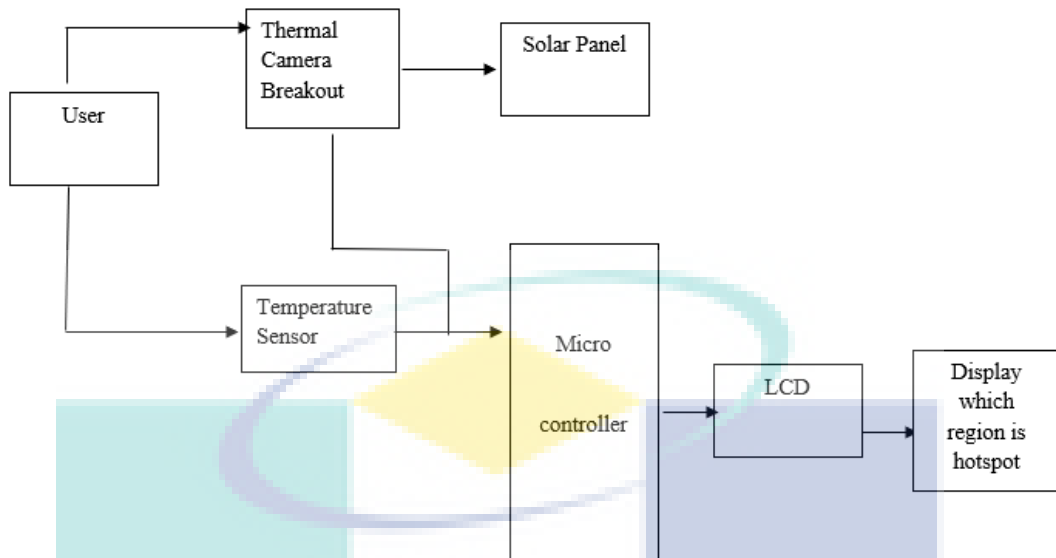 Thermal
Camera
Breakout
Solar Panel
User
Temperature
Sensor
Micro
controller
LCD
Display
which
region is
hotspot